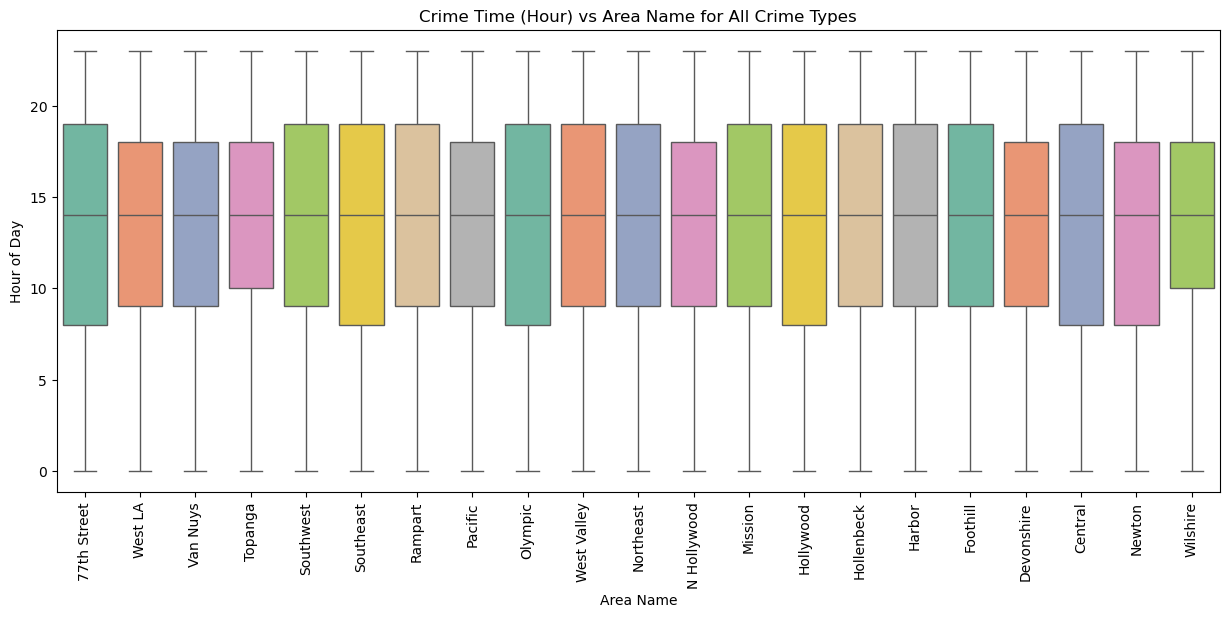 Crime Time (Hour) vs Area Name for All Crime Types
Hour of Day
20
15
10
5
0
77th Street
West LA
Van Nuys
Topanga
Southwest
Southeast
Rampart
Pacific
Olympic
West Valley
Northeast
N Hollywood
Mission
Hollywood
Hollenbeck
Harbor
Foothill
Devonshire
Central
Newton
Wilshire
Area Name